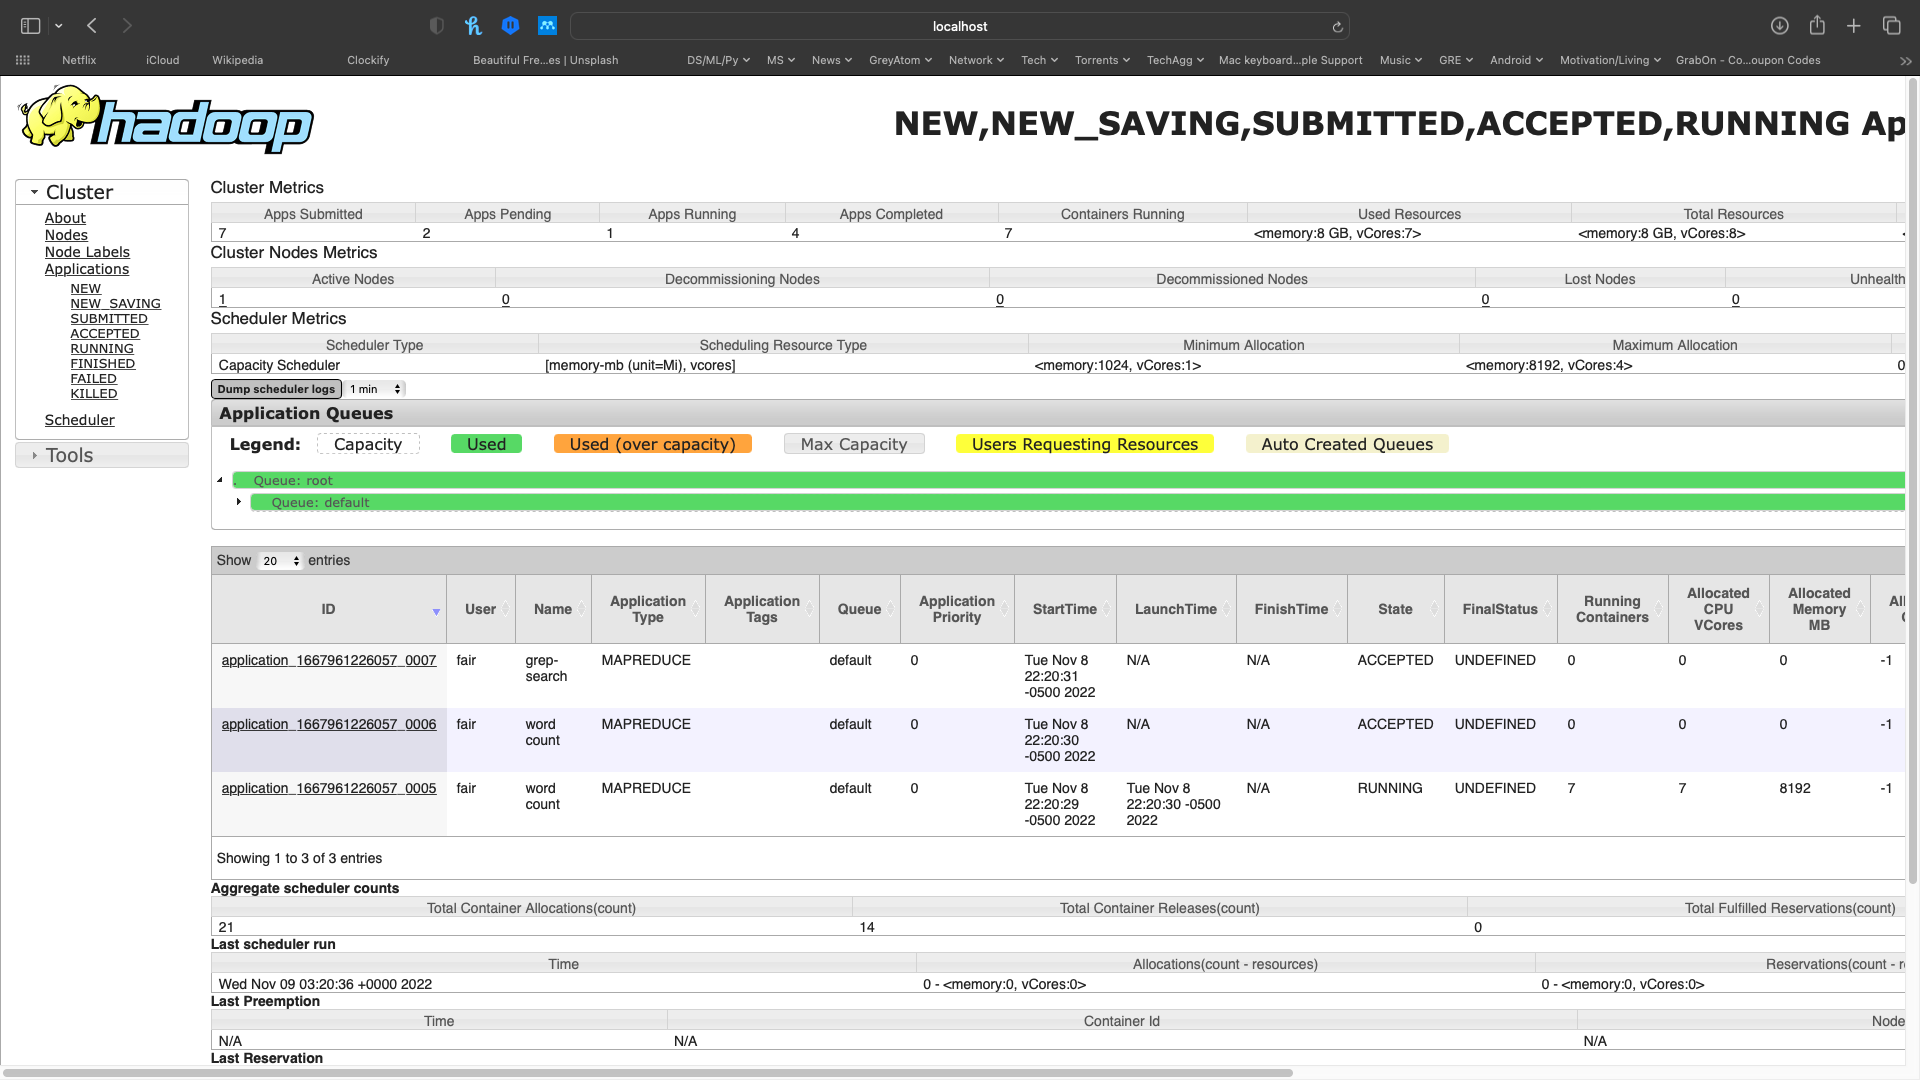 localhost
Netflix iCloud Wikipedia Clockify Beautiful Fre...es | Unsplash DS/ML/Py MS News GreyAtom Network Tech Torrents TechAgg Mac keyboard...ple Support Music GRE Android Motivation/Living GrabOn - Co...oupon Codes
hadoop
NEW,NEW_SAVING,SUBMITTED,ACCEPTED,RUNNING Ap
Cluster
About
Nodes
Node Labels
Applications
NEW
NEW_SAVING
SUBMITTED
ACCEPTED
RUNNING
FINISHED
FAILED
KILLED
Scheduler
Tools
Cluster Metrics
Apps Submitted Apps Pending Apps Running Apps Completed Containers Running Used Resources Total Resources
7 2 1 4 7 <memory:8 GB, vCores:7> <memory:8 GB, vCores:8> <
Cluster Nodes Metrics
Active Nodes Decommissioning Nodes Decommissioned Nodes Lost Nodes Unhealth
1 0 0 0 0
Scheduler Metrics
Scheduler Type Scheduling Resource Type Minimum Allocation Maximum Allocation
Capacity Scheduler [memory-mb (unit=Mi), vcores] <memory:1024, vCores:1> <memory:8192, vCores:4> 0
Dump scheduler logs 1 min
Application Queues
Legend: Capacity Used Used (over capacity) Max Capacity Users Requesting Resources Auto Created Queues
. Queue: root
Queue: default
Show 20 entries
ID User Name Application Type Application Tags Queue Application Priority StartTime LaunchTime FinishTime State FinalStatus Running Containers Allocated CPU VCores Allocated Memory MB
application_1667961226057_0007 fair grep-search MAPREDUCE default 0 Tue Nov 8 22:20:31 -0500 2022 N/A N/A ACCEPTED UNDEFINED 0 0 0 -1
application_1667961226057_0006 fair word count MAPREDUCE default 0 Tue Nov 8 22:20:30 -0500 2022 N/A N/A ACCEPTED UNDEFINED 0 0 0 -1
application_1667961226057_0005 fair word count MAPREDUCE default 0 Tue Nov 8 22:20:29 -0500 2022 Tue Nov 8 22:20:30 -0500 2022 N/A RUNNING UNDEFINED 7 7 8192 -1
Showing 1 to 3 of 3 entries
Aggregate scheduler counts
Total Container Allocations(count) Total Container Releases(count) Total Fulfilled Reservations(count)
21 14 0
Last scheduler run
Time Allocations(count - resources) Reservations(count - r
Wed Nov 09 03:20:36 +0000 2022 0 - <memory:0, vCores:0> 0 - <memory:0, vCores:0>
Last Preemption
Time Container Id Node
N/A N/A N/A
Last Reservation